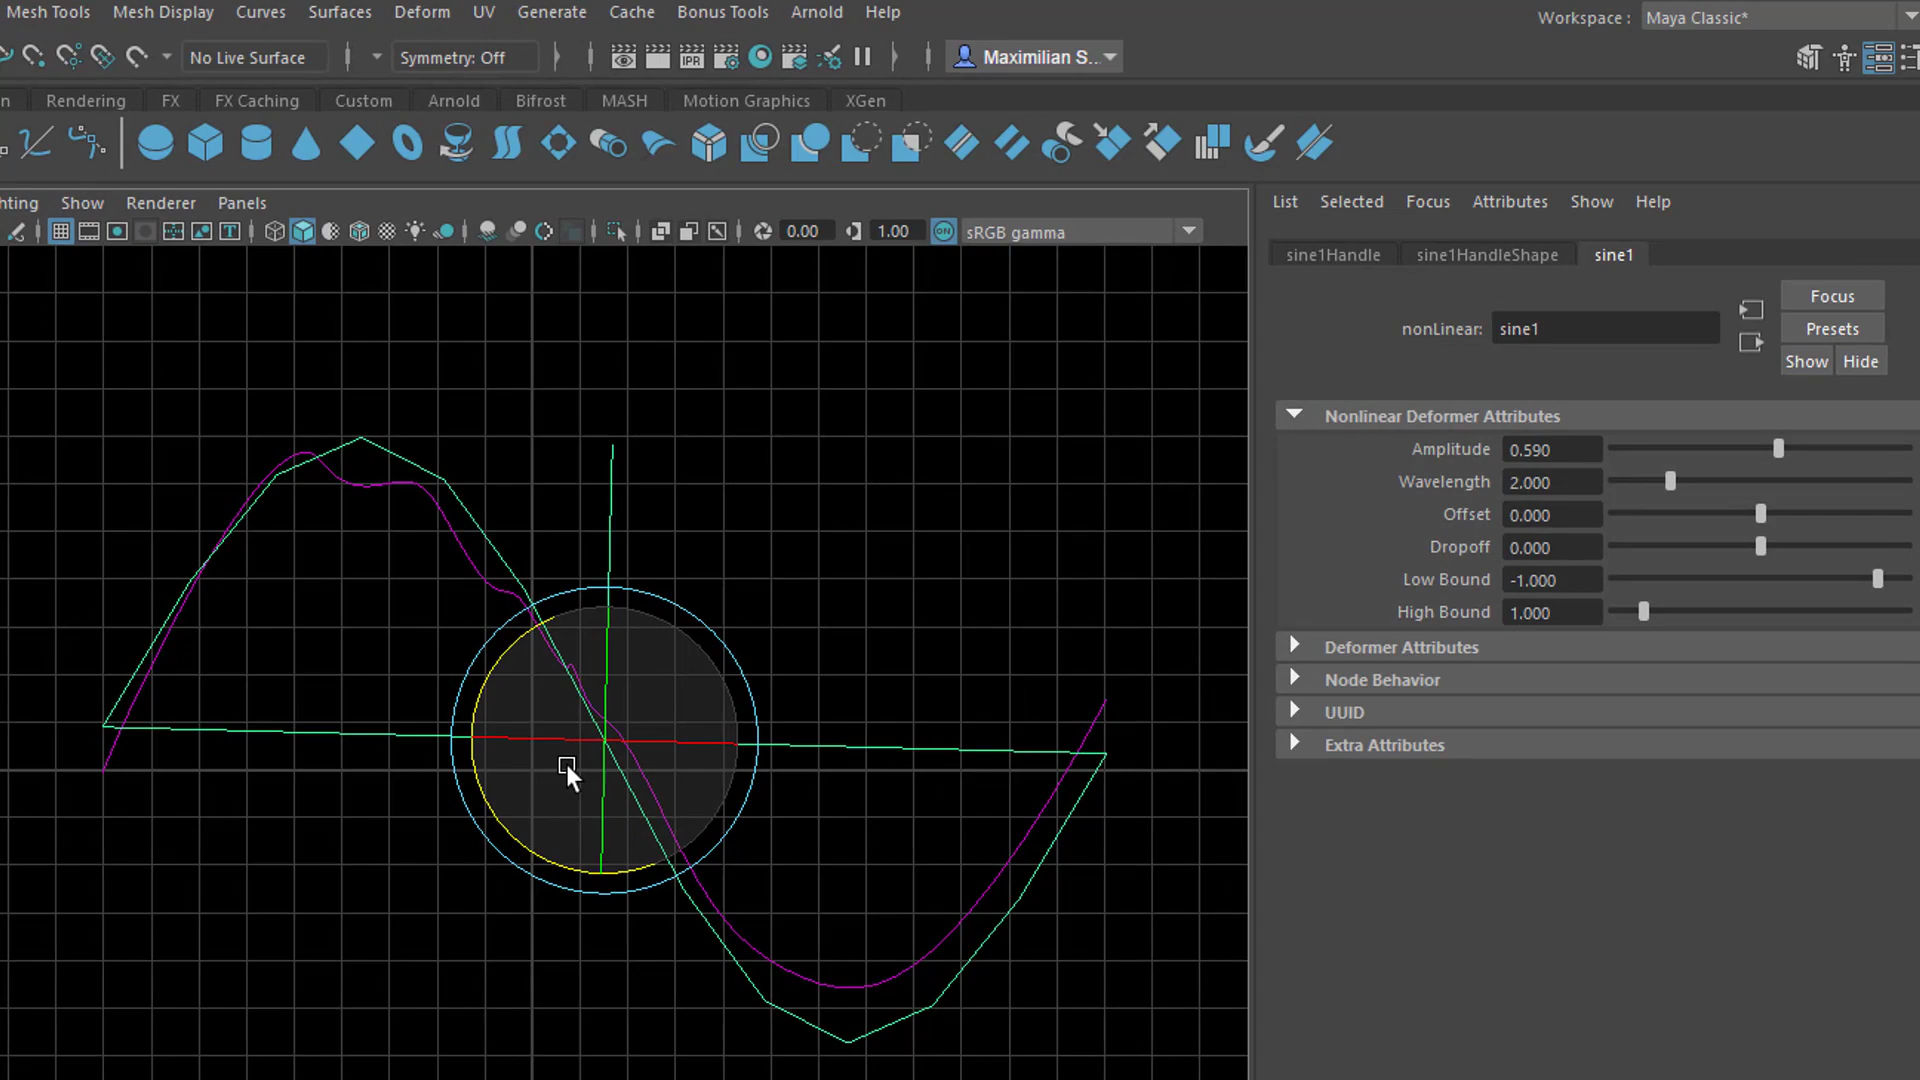 Mesh Tools Mesh Display Curves Surfaces Deform UV Generate Cache Bonus Tools Arnold Help Workspace : Maya Classic*
No Live Surface Symmetry: Off IPR Maximilian S...
n Rendering FX FX Caching Custom Arnold Bifrost MASH Motion Graphics XGen
hting Show Renderer Panels
T 0.00 1.00 ON sRGB gamma
List Selected Focus Attributes Show Help
sine1Handle sine1HandleShape sine1
Focus
nonLinear: sine1 Presets
Show Hide
Nonlinear Deformer Attributes
Amplitude 0.590
Wavelength 2.000
Offset 0.000
Dropoff 0.000
Low Bound -1.000
High Bound 1.000
Deformer Attributes
Node Behavior
UUID
Extra Attributes